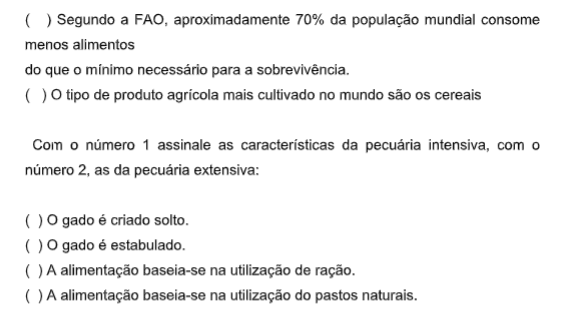 ( ) Segundo a FAO, aproximadamente 70% da população mundial consome
menos alimentos
do que o mínimo necessário para a sobrevivência.
( ) O tipo de produto agrícola mais cultivado no mundo são os cereais
Com o número 1 assinale as características da pecuária intensiva, com o
número 2, as da pecuária extensiva:
( ) O gado é criado solto.
( ) O gado é estabulado.
( ) A alimentação baseia-se na utilização de ração.
( ) A alimentação baseia-se na utilização do pastos naturais.